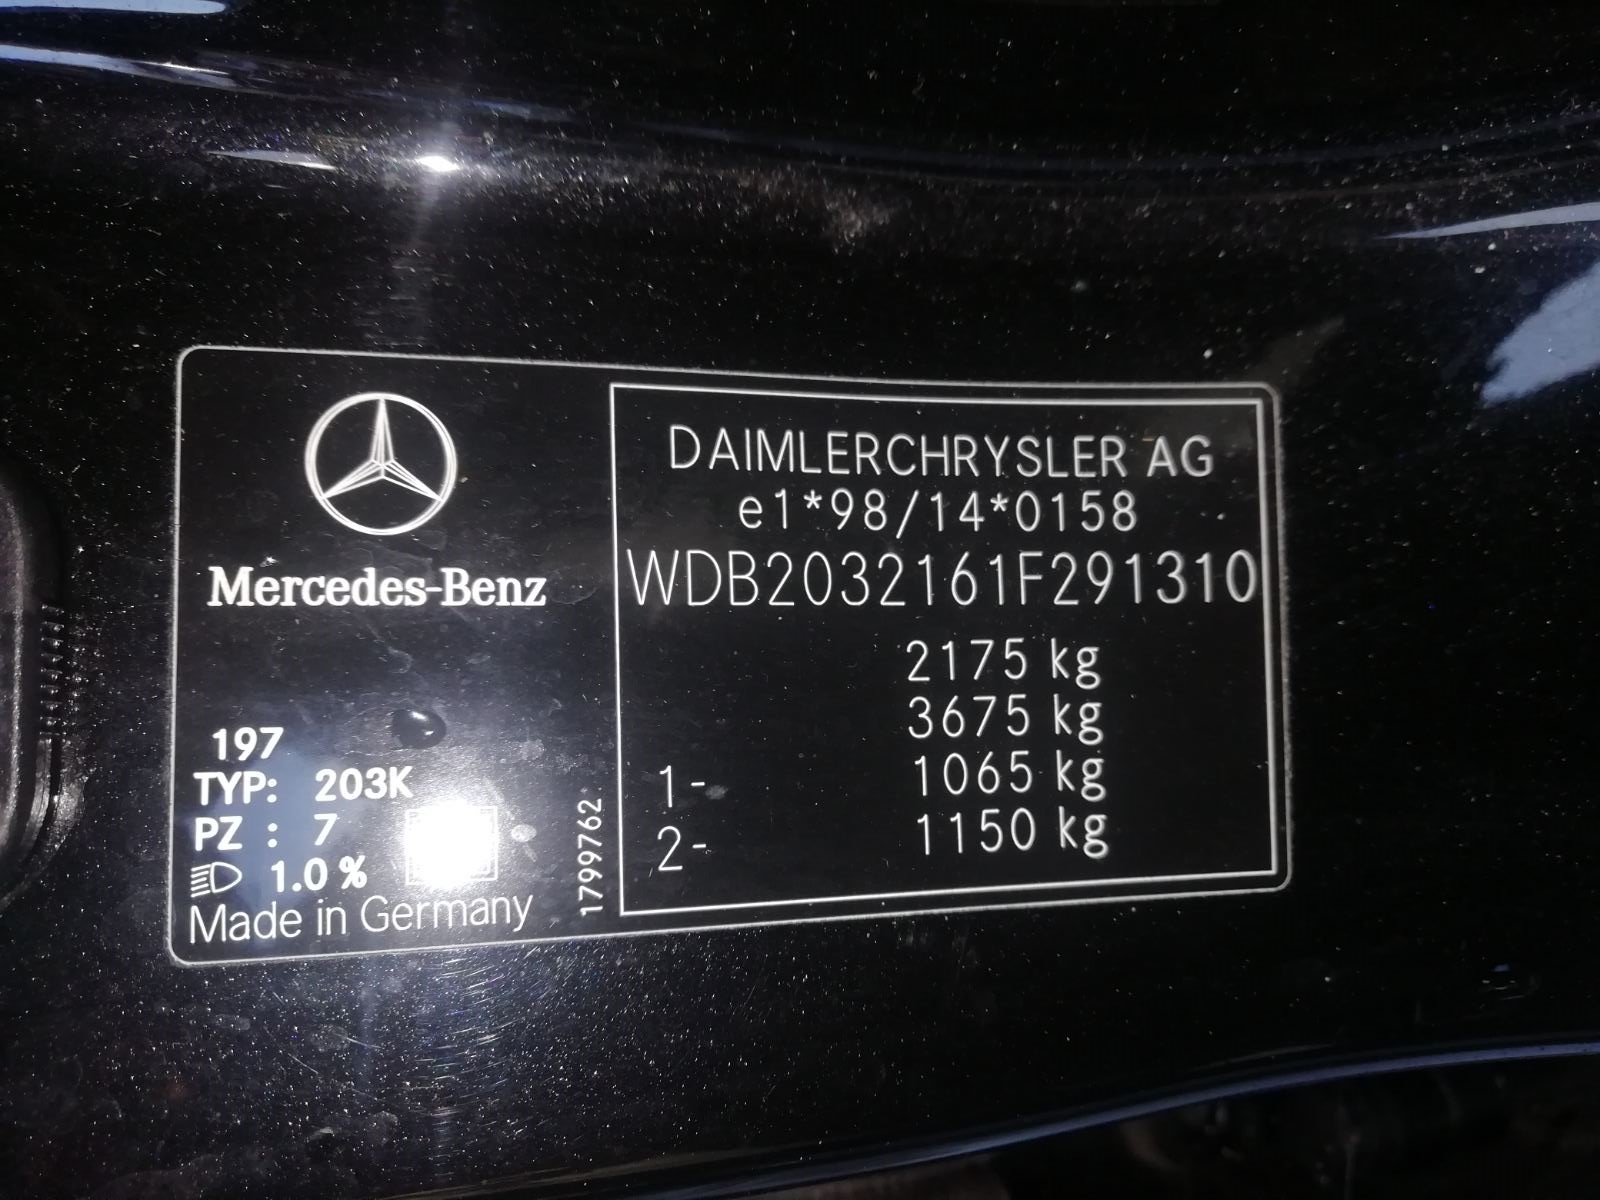 Mercedes-Benz
197
TYP: 203K
PZ : 7
1.0 %
Made in Germany
1799762
DAIMLERCHRYSLER AG
e1*98/14*0158
WDB2032161F291310
2175 kg
3675 kg
1- 1065 kg
2- 1150 kg